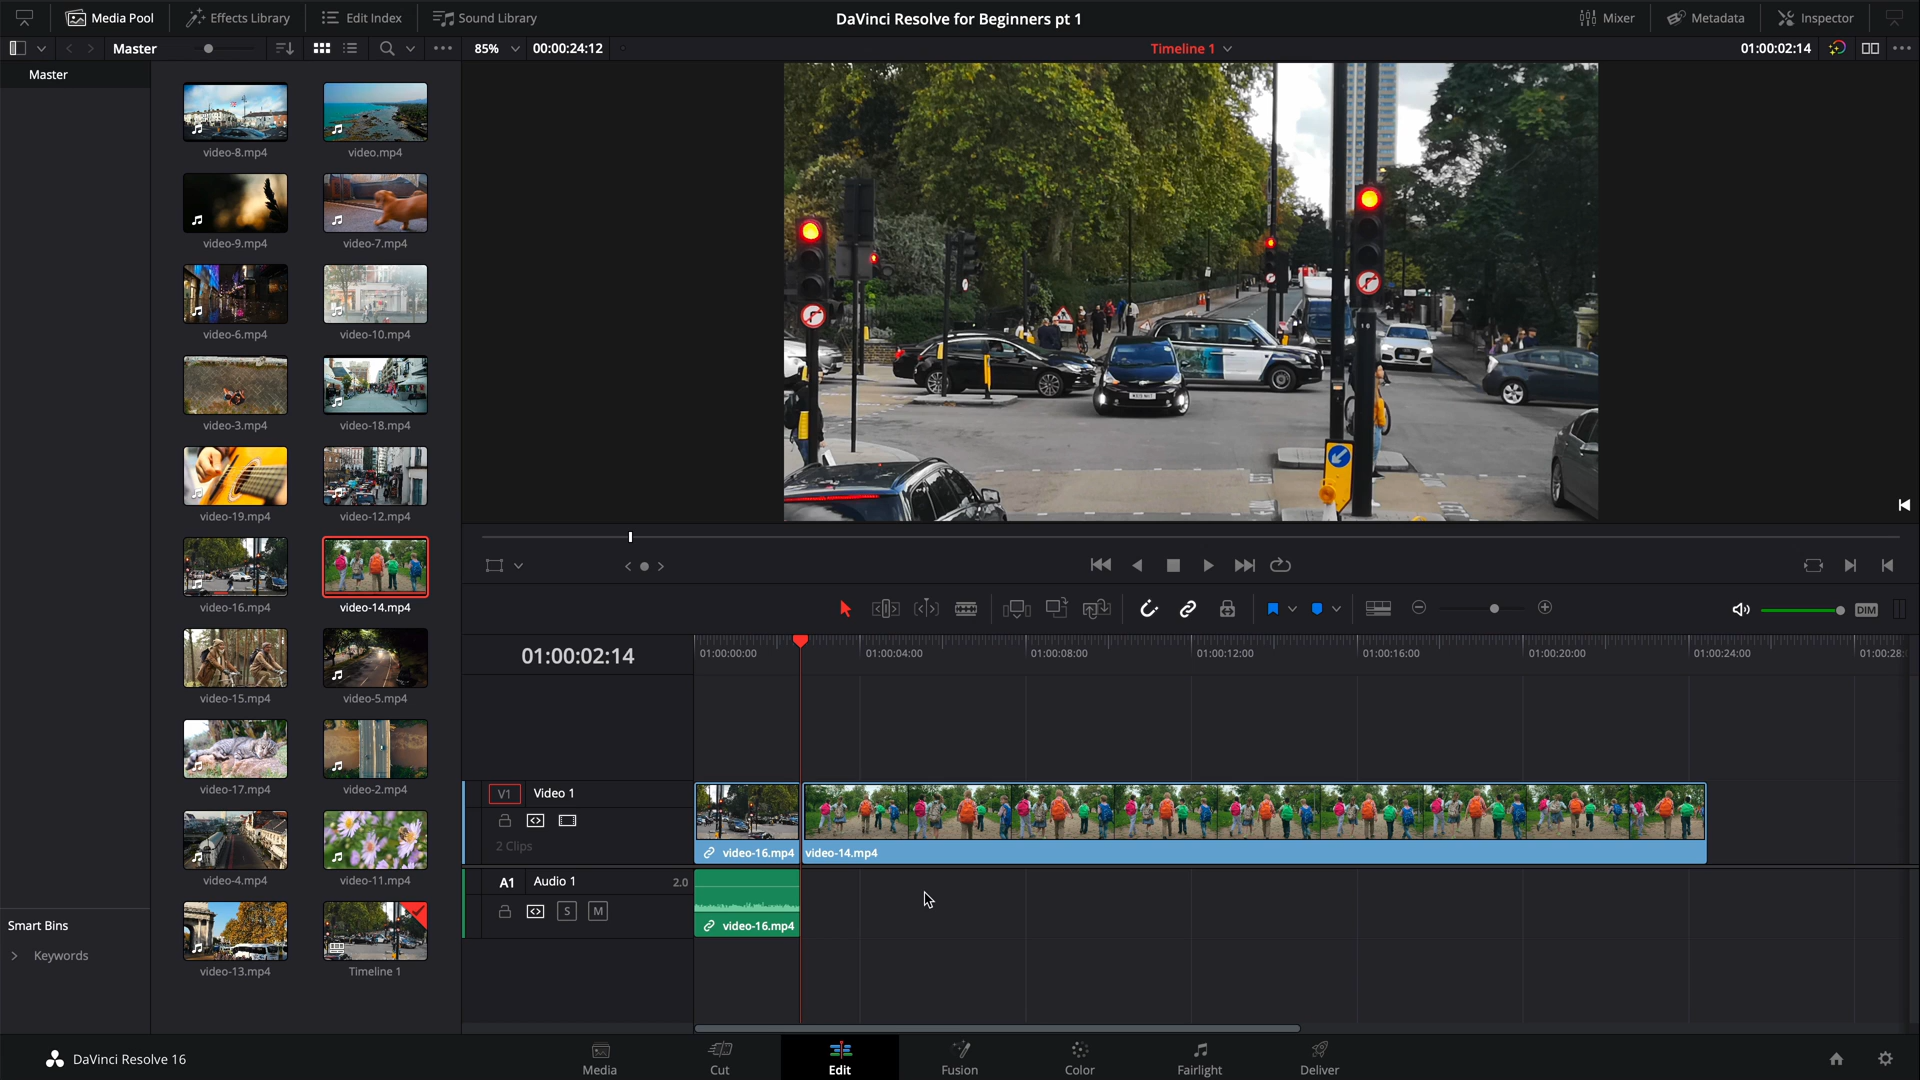 Media Pool
Effects Library
Edit Index
Sound Library
DaVinci Resolve for Beginners pt 1
Mixer
Metadata
Inspector
Master
85%
00:00:24:12
Timeline 1
01:00:02:14
Master
video-8.mp4
video.mp4
video-9.mp4
video-7.mp4
video-6.mp4
video-10.mp4
video-3.mp4
video-18.mp4
video-19.mp4
video-12.mp4
video-16.mp4
video-14.mp4
video-15.mp4
video-5.mp4
video-17.mp4
video-2.mp4
video-4.mp4
video-11.mp4
video-13.mp4
Timeline 1
Smart Bins
Keywords
DIM
01:00:02:14
01:00:00:00
01:00:04:00
01:00:08:00
01:00:12:00
01:00:16:00
01:00:20:00
01:00:24:00
01:00:28:
V1
Video 1
2 Clips
video-16.mp4
video-14.mp4
A1
Audio 1
2.0
S
M
video-16.mp4
DaVinci Resolve 16
Media
Cut
Edit
Fusion
Color
Fairlight
Deliver